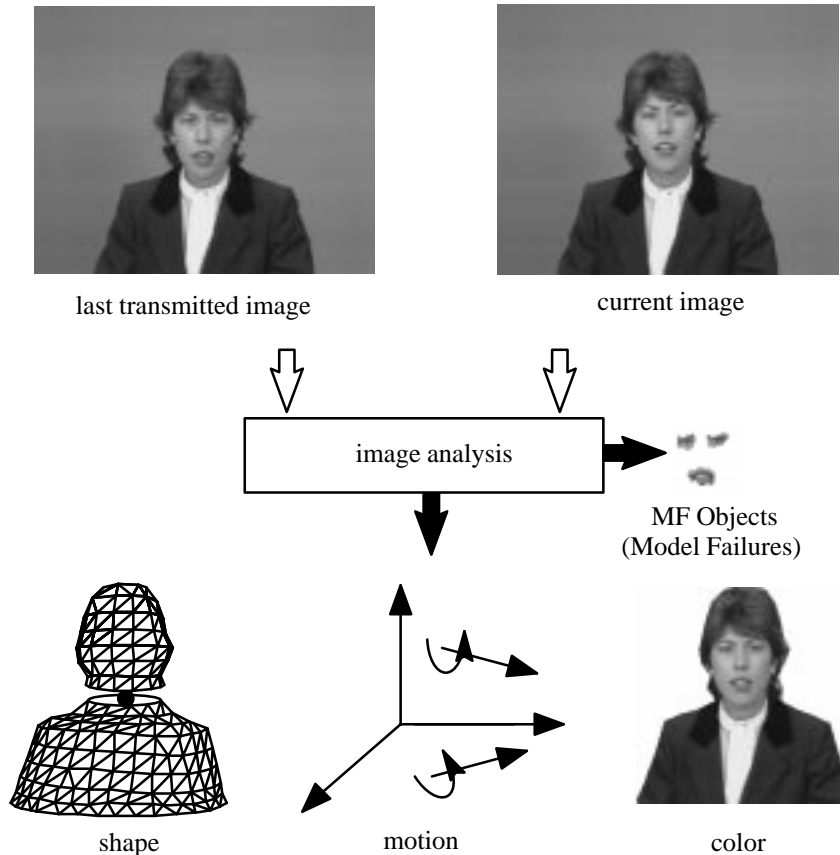 last transmitted image
current image
image analysis
MF Objects
(Model Failures)
shape
motion
color